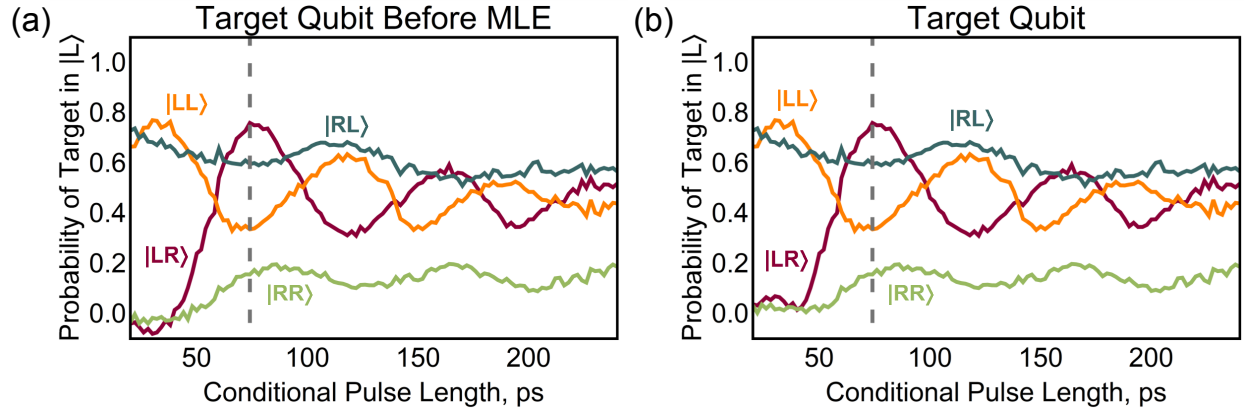 (a)
Target Qubit Before MLE
Probability of Target in |L⟩
1.0
0.8
0.6
0.4
0.2
0.0
|LL⟩
|RL⟩
|LR⟩
|RR⟩
50
100
150
200
Conditional Pulse Length, ps
(b)
Target Qubit
Probability of Target in |L⟩
1.0
0.8
0.6
0.4
0.2
0.0
|LL⟩
|RL⟩
|LR⟩
|RR⟩
50
100
150
200
Conditional Pulse Length, ps